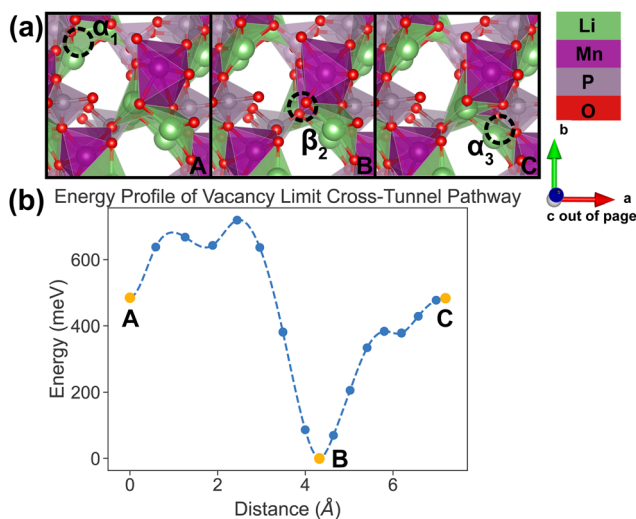 (a)
α1
A
β2
B
α3
C
Li
Mn
P
O
b
a
c out of page
(b)
Energy Profile of Vacancy Limit Cross-Tunnel Pathway
Energy (meV)
600
400
200
0
A
B
C
0
2
4
6
Distance (Å)